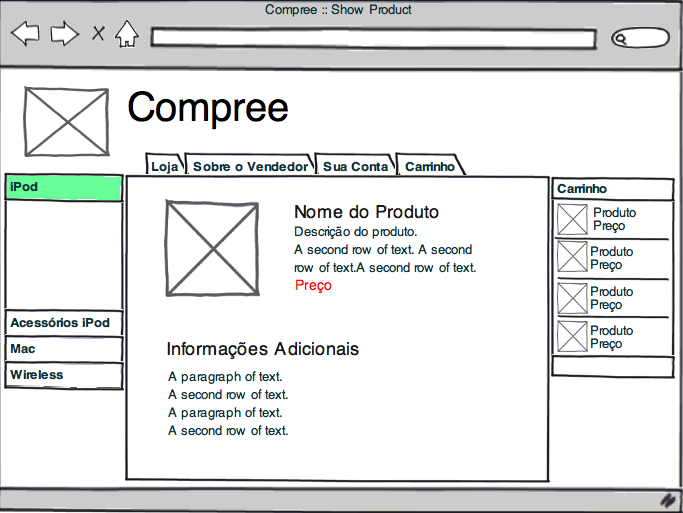 Compree :: Show Product
Compree
Loja
Sobre o Vendedor
Sua Conta
Carrinho
iPod
Acessórios iPod
Mac
Wireless
Nome do Produto
Descrição do produto.
A second row of text. A second
row of text.A second row of text.
Preço
Informações Adicionais
A paragraph of text.
A second row of text.
A paragraph of text.
A second row of text.
Carrinho
Produto
Preço
Produto
Preço
Produto
Preço
Produto
Preço